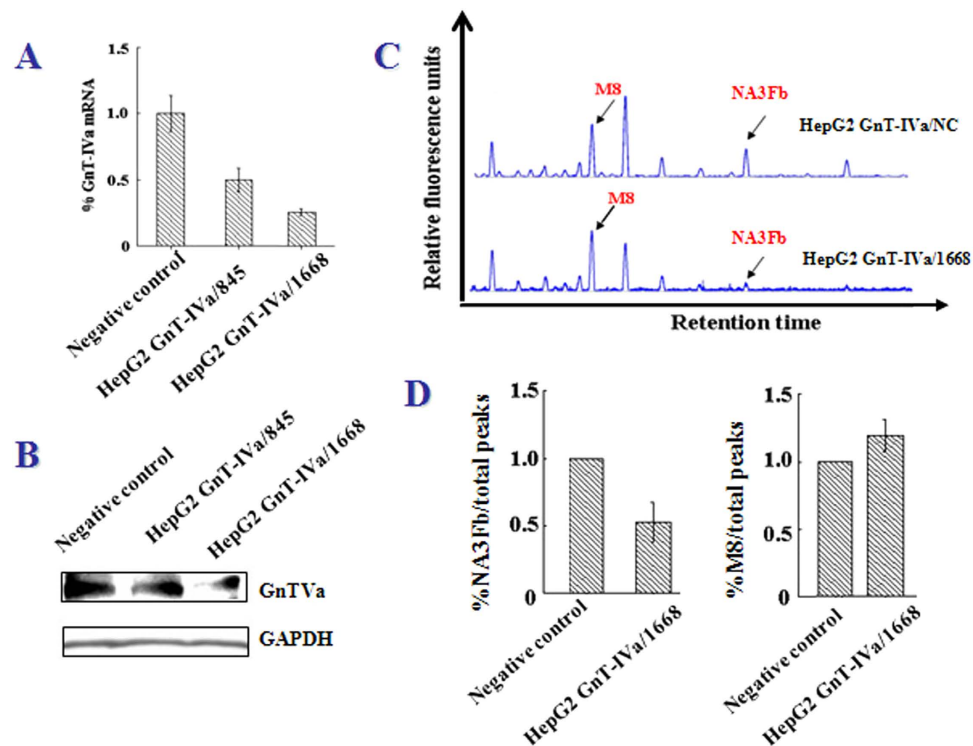 A
% GnT-IVa mRNA
1.5
1.0
0.5
0
Negative control
HepG2 GnT-IVa/845
HepG2 GnT-IVa/1668
B
Negative control
HepG2 GnT-IVa/845
HepG2 GnT-IVa/1668
GnTVa
GAPDH
C
Relative fluorescence units
M8
NA3Fb
HepG2 GnT-IVa/NC
M8
NA3Fb
HepG2 GnT-IVa/1668
Retention time
D
%NA3Fb/total peaks
1.5
1.0
0.5
0
Negative control
HepG2 GnT-IVa/1668
%M8/total peaks
1.5
1.0
0.5
0
Negative control
HepG2 GnT-IVa/1668